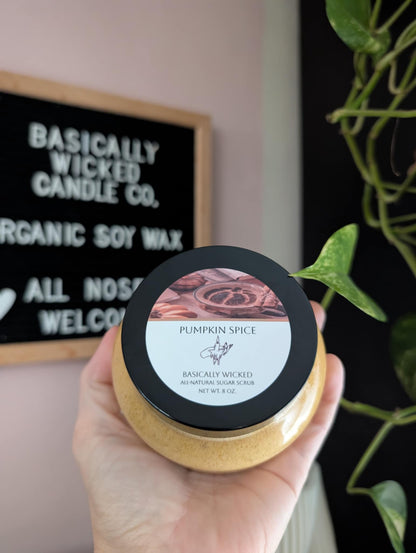 BASICALLY
WICKED
CANDLE CO.
RGANIC SOY WAX
ALL NOSE
WELCO
PUMPKIN SPICE
BASICALLY WICKED
ALL-NATURAL SUGAR SCRUB
NET WT. 8 OZ.